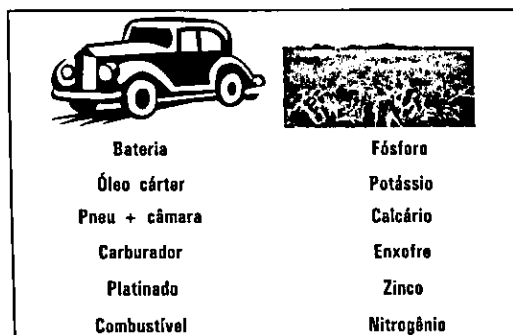 Bateria Fósforo
Óleo cárter Potássio
Pneu + câmara Calcário
Carburador Enxofre
Platinado Zinco
Combustível Nitrogênio